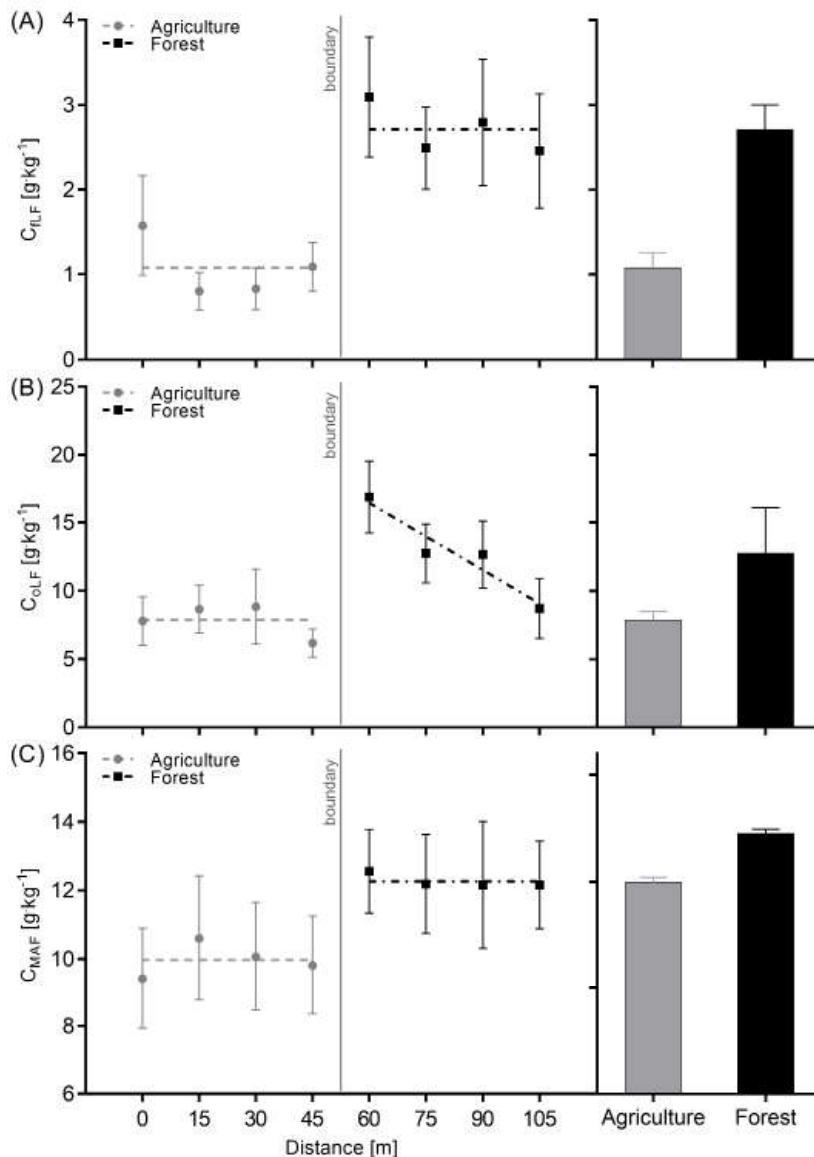 (A)
Agriculture
Forest
boundary
4
3
2
1
0
C_fLF [g·kg⁻¹]
(B)
Agriculture
Forest
boundary
25
20
15
10
5
0
C_oLF [g·kg⁻¹]
(C)
Agriculture
Forest
boundary
16
14
12
10
8
6
C_MAF [g·kg⁻¹]
0 15 30 45 60 75 90 105 Agriculture Forest
Distance [m]